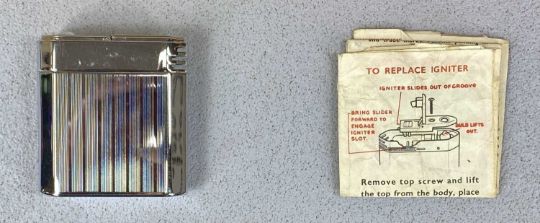 TO REPLACE IGNITER
IGNITER SLIDES OUT OF GROOVE
BRING SLIDER
FORWARD TO
ENGAGE
IGNITER
SLOT.
LIFTS
OUT.
Remove top screw and lift
the top from the body, place